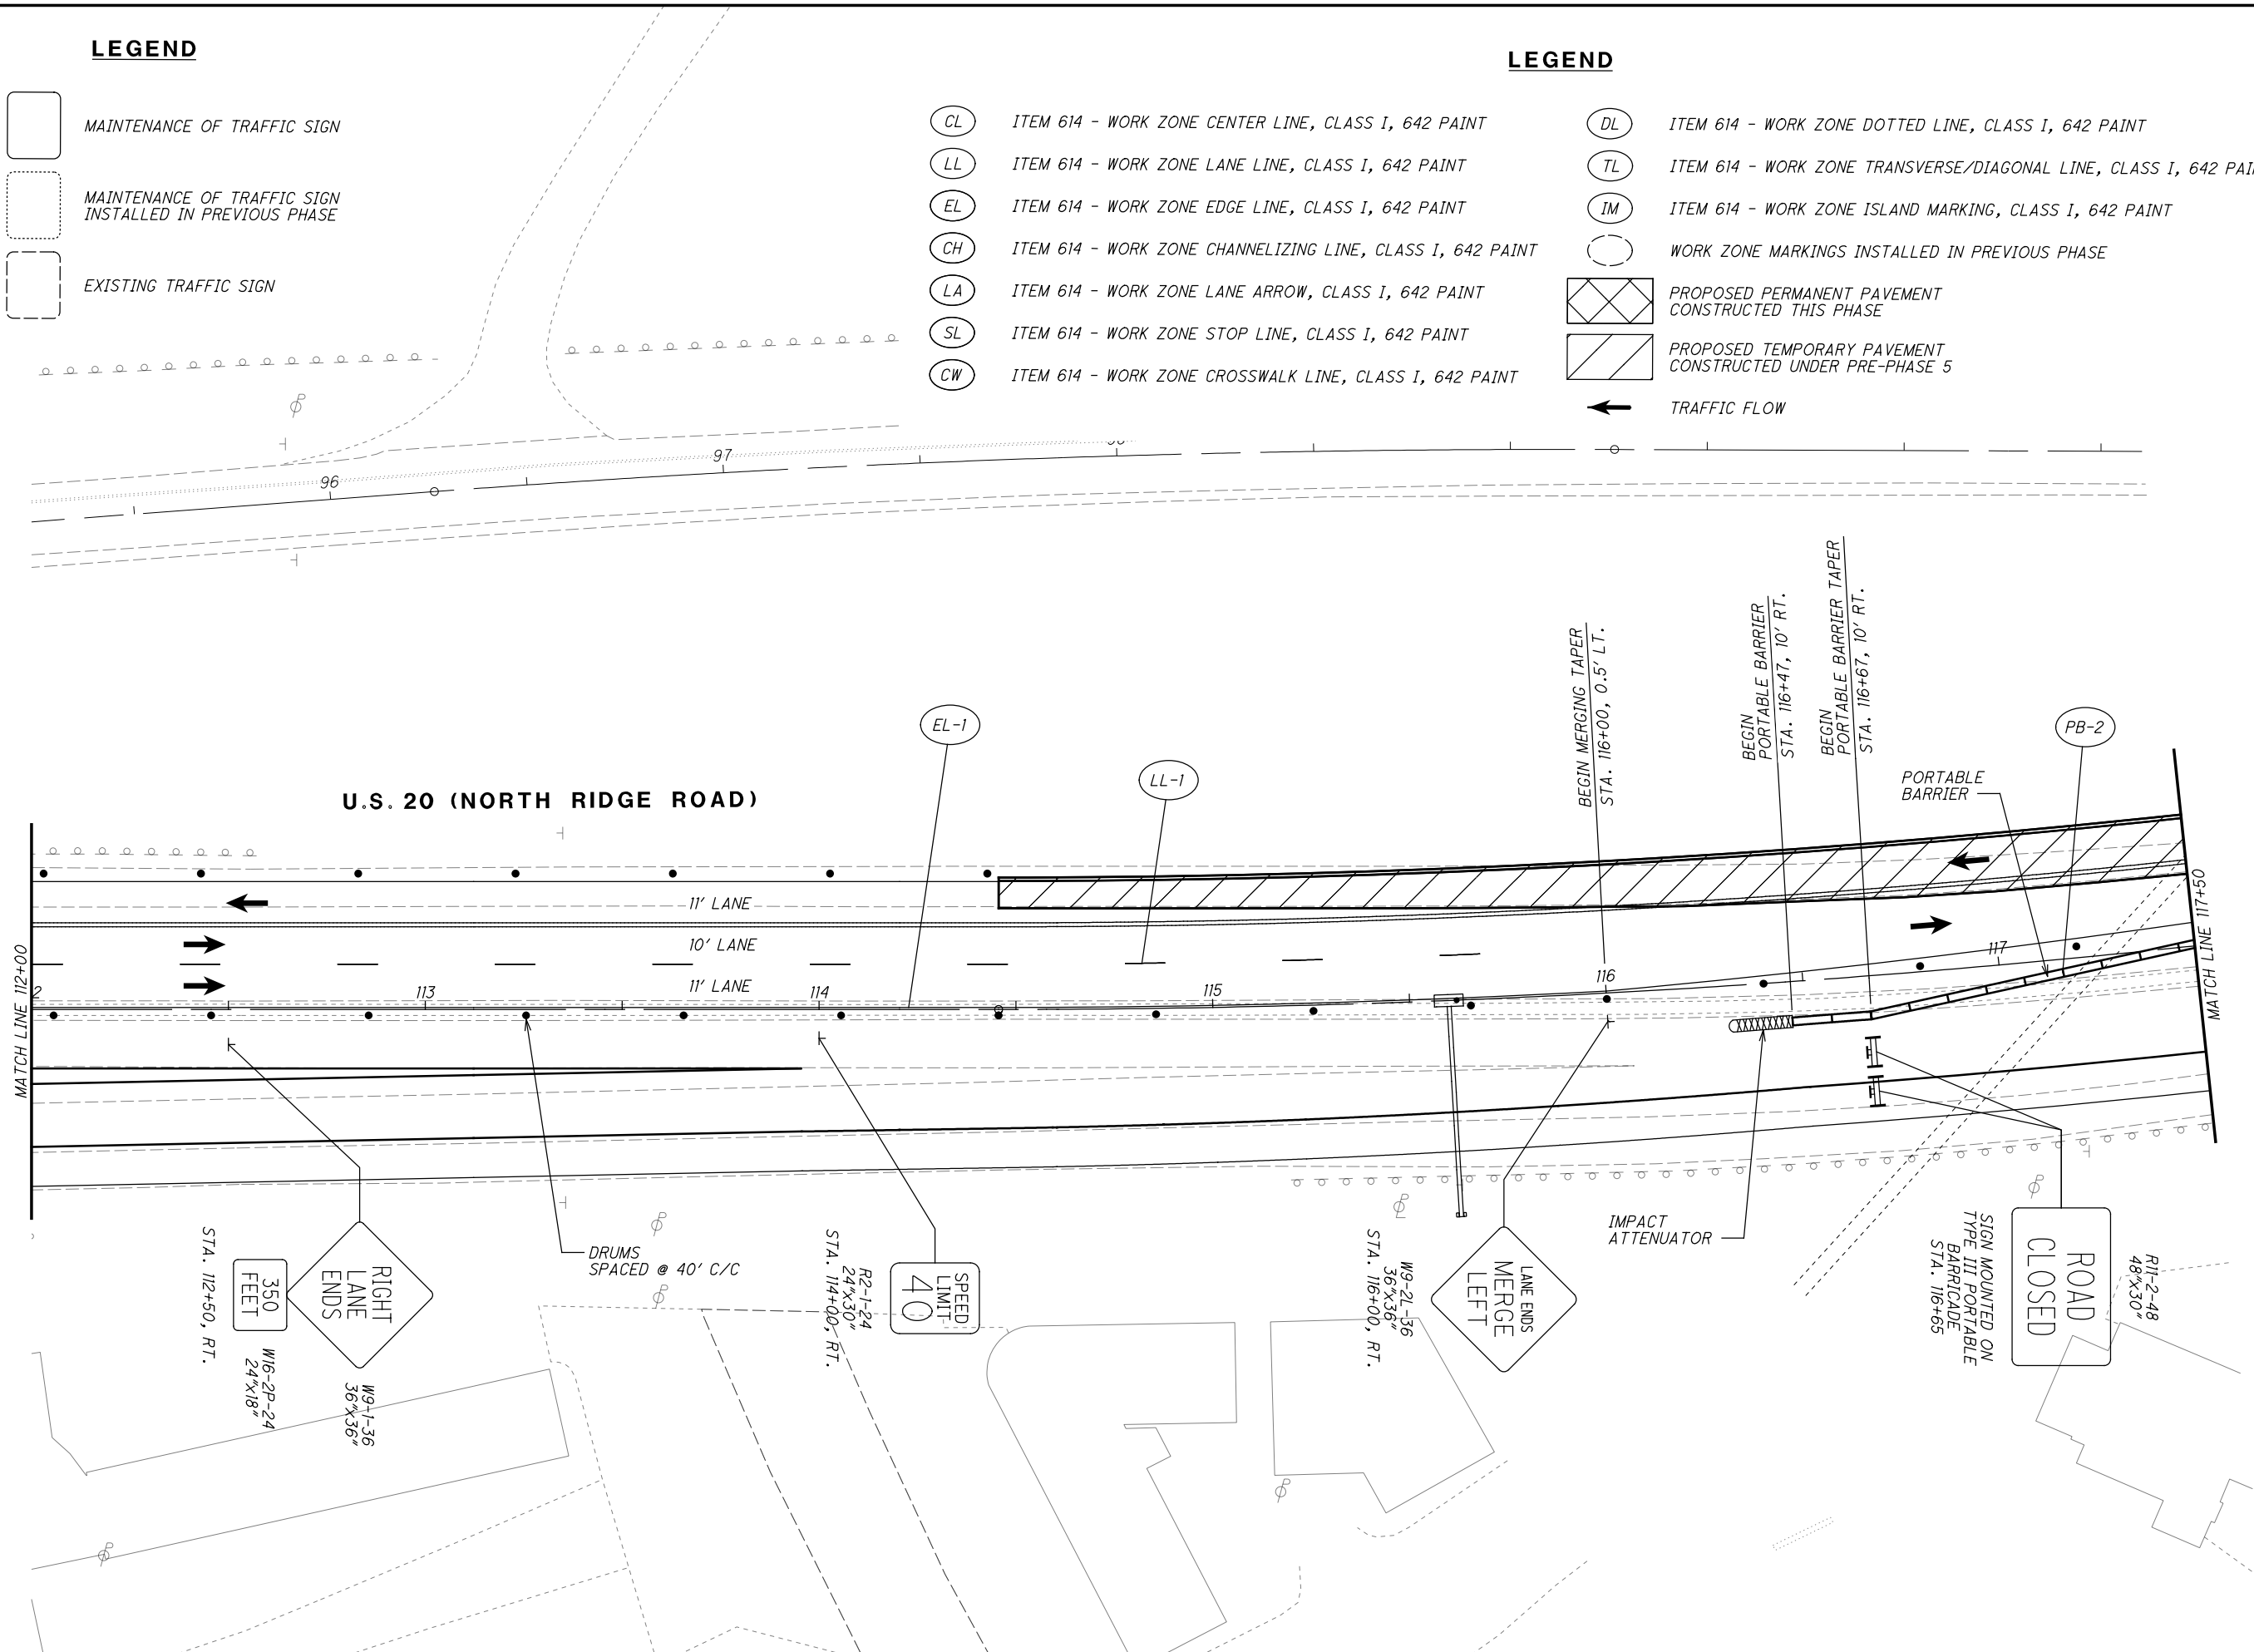 LEGEND
MAINTENANCE OF TRAFFIC SIGN
MAINTENANCE OF TRAFFIC SIGN
INSTALLED IN PREVIOUS PHASE
EXISTING TRAFFIC SIGN
LEGEND
CL ITEM 614 - WORK ZONE CENTER LINE, CLASS I, 642 PAINT
LL ITEM 614 - WORK ZONE LANE LINE, CLASS I, 642 PAINT
EL ITEM 614 - WORK ZONE EDGE LINE, CLASS I, 642 PAINT
CH ITEM 614 - WORK ZONE CHANNELIZING LINE, CLASS I, 642 PAINT
LA ITEM 614 - WORK ZONE LANE ARROW, CLASS I, 642 PAINT
SL ITEM 614 - WORK ZONE STOP LINE, CLASS I, 642 PAINT
CW ITEM 614 - WORK ZONE CROSSWALK LINE, CLASS I, 642 PAINT
DL ITEM 614 - WORK ZONE DOTTED LINE, CLASS I, 642 PAINT
TL ITEM 614 - WORK ZONE TRANSVERSE/DIAGONAL LINE, CLASS I, 642
IM ITEM 614 - WORK ZONE ISLAND MARKING, CLASS I, 642 PAINT
WORK ZONE MARKINGS INSTALLED IN PREVIOUS PHASE
PROPOSED PERMANENT PAVEMENT
CONSTRUCTED THIS PHASE
PROPOSED TEMPORARY PAVEMENT
CONSTRUCTED UNDER PRE-PHASE 5
TRAFFIC FLOW
96
97
BEGIN MERGING TAPER
STA. 116+00, 0.5' LT.
BEGIN
PORTABLE BARRIER
STA. 116+47, 10' RT.
BEGIN
PORTABLE BARRIER TAPER
STA. 116+67, 10' RT.
EL-1
LL-1
PB-2
PORTABLE
BARRIER
U.S. 20 (NORTH RIDGE ROAD)
11' LANE
10' LANE
11' LANE
MATCH LINE 112+00
2
113
114
115
116
117
MATCH LINE 117+50
DRUMS
SPACED @ 40' C/C
IMPACT
ATTENUATOR
RIGHT
LANE
ENDS
350
FEET
STA. 112+50, RT.
W9-1-36
36"x36"
W16-2P-24
24"x18"
SPEED
LIMIT
40
R2-1-24
24"x30"
STA. 114+00, RT.
LANE ENDS
MERGE
LEFT
W9-2L-36
36"x36"
STA. 116+00, RT.
ROAD
CLOSED
R11-2-48
48"x30"
SIGN MOUNTED ON
TYPE III PORTABLE
BARRICADE
STA. 116+65